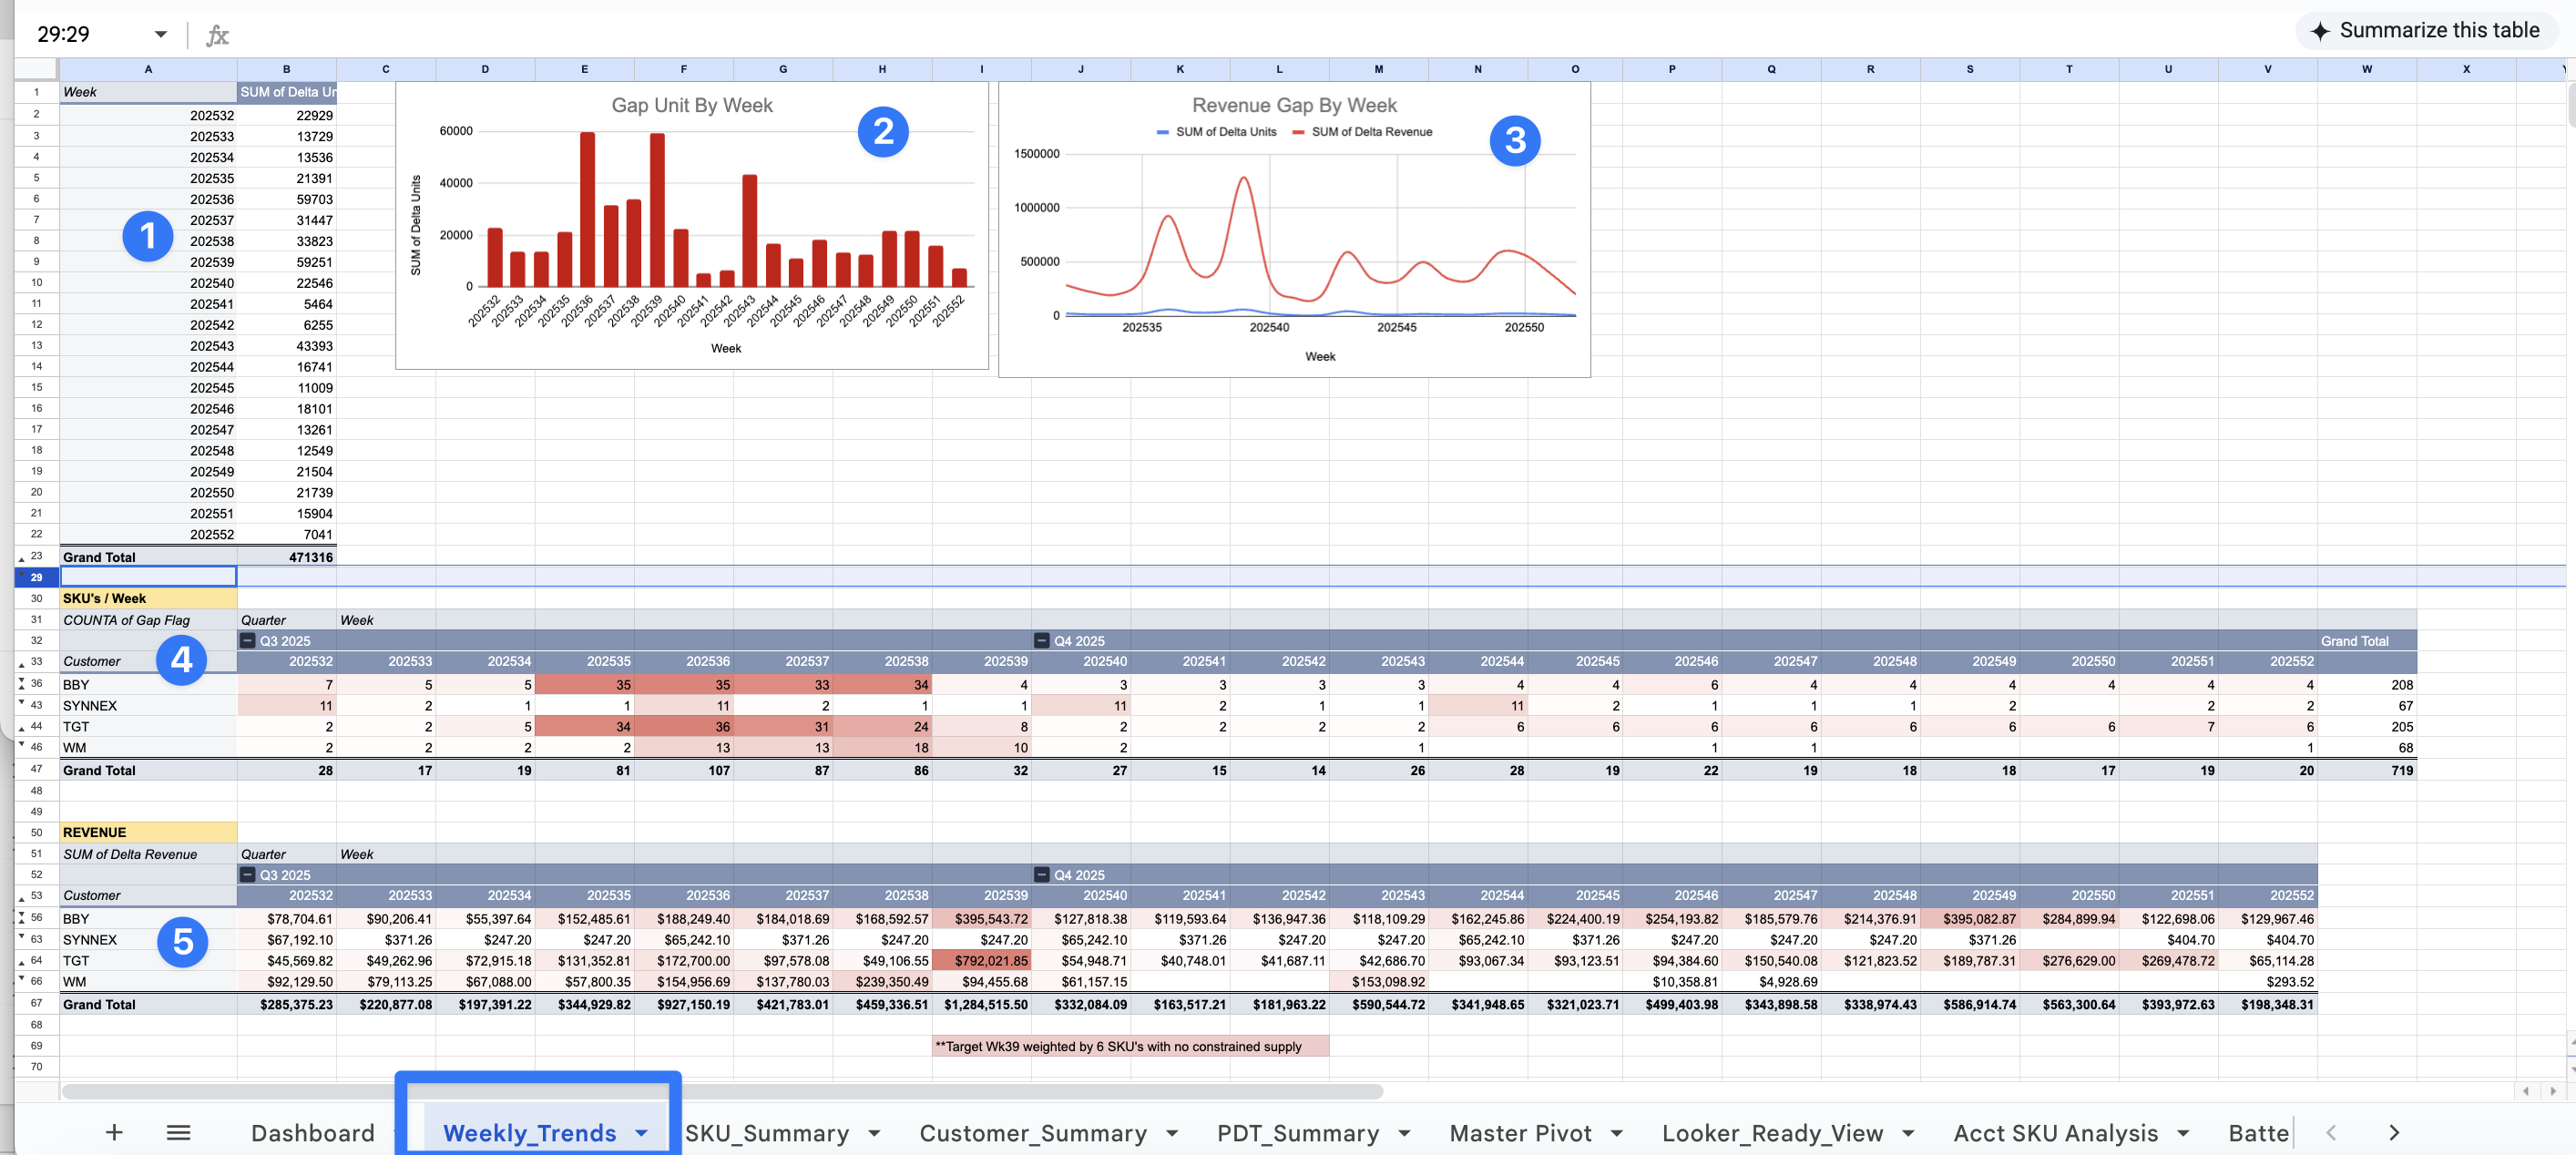 29:29 fx Summarize this table
A B C D E F G H I J K L M N O P Q R S T U V W X Y
1 Week SUM of Delta Un
2 202532 22929
3 202533 13729
4 202534 13536
5 202535 21391
6 202536 59703
7 202537 31447
8 202538 33823
9 202539 59251
10 202540 22546
11 202541 5464
12 202542 6255
13 202543 43393
14 202544 16741
15 202545 11009
16 202546 18101
17 202547 13261
18 202548 12549
19 202549 21504
20 202550 21739
21 202551 15904
22 202552 7041
23 Grand Total 471316
1
Gap Unit By Week
2
SUM of Delta Units
60000
40000
20000
0
202532 202533 202534 202535 202536 202537 202538 202539 202540 202541 202542 202543 202544 202545 202546 202547 202548 202549 202550 202551 202552
Week
Revenue Gap By Week
SUM of Delta Units SUM of Delta Revenue
3
1500000
1000000
500000
0
202535 202540 202545 202550
Week
29
30 SKU's / Week
31 COUNTA of Gap Flag Quarter Week
32 Q3 2025 Q4 2025 Grand Total
4
33 Customer 202532 202533 202534 202535 202536 202537 202538 202539 202540 202541 202542 202543 202544 202545 202546 202547 202548 202549 202550 202551 202552
36 BBY 7 5 5 35 35 33 34 4 3 3 3 3 4 4 6 4 4 4 4 4 4 208
43 SYNNEX 11 2 1 1 11 2 1 1 11 2 1 1 11 2 1 1 1 2 2 2 67
44 TGT 2 2 5 34 36 31 24 8 2 2 2 2 6 6 6 6 6 6 6 7 6 205
46 WM 2 2 2 2 13 13 18 10 2 1 1 1 1 68
47 Grand Total 28 17 19 81 107 87 86 32 27 15 14 26 28 19 22 19 18 18 17 19 20 719
48
49
50 REVENUE
51 SUM of Delta Revenue Quarter Week
52 Q3 2025 Q4 2025
53 Customer 202532 202533 202534 202535 202536 202537 202538 202539 202540 202541 202542 202543 202544 202545 202546 202547 202548 202549 202550 202551 202552
56 BBY $78,704.61 $90,206.41 $55,397.64 $152,485.61 $188,249.40 $184,018.69 $168,592.57 $395,543.72 $127,818.38 $119,593.64 $136,947.36 $118,109.29 $162,245.86 $224,400.19 $254,193.82 $185,579.76 $214,376.91 $395,082.87 $284,899.94 $122,698.06 $129,967.46
5
63 SYNNEX $67,192.10 $371.26 $247.20 $247.20 $65,242.10 $371.26 $247.20 $247.20 $65,242.10 $371.26 $247.20 $247.20 $65,242.10 $371.26 $247.20 $247.20 $247.20 $371.26 $404.70 $404.70
64 TGT $45,569.82 $49,262.96 $72,915.18 $131,352.81 $172,700.00 $97,578.08 $49,106.55 $792,021.85 $54,948.71 $40,748.01 $41,687.11 $42,686.70 $93,067.34 $93,123.51 $94,384.60 $150,540.08 $121,823.52 $189,787.31 $276,629.00 $269,478.72 $65,114.28
66 WM $92,129.50 $79,113.25 $67,088.00 $57,800.35 $154,956.69 $137,780.03 $239,350.49 $94,455.68 $61,157.15 $153,098.92 $10,358.81 $4,928.69 $293.52
67 Grand Total $285,375.23 $220,877.08 $197,391.22 $344,929.82 $927,150.19 $421,783.01 $459,336.51 $1,284,515.50 $332,084.09 $163,517.21 $181,963.22 $590,544.72 $341,948.65 $321,023.71 $499,403.98 $343,898.58 $338,974.43 $586,914.74 $563,300.64 $393,972.63 $198,348.31
68
69 **Target Wk39 weighted by 6 SKU's with no constrained supply
70
Dashboard Weekly_Trends SKU_Summary Customer_Summary PDT_Summary Master Pivot Looker_Ready_View Acct SKU Analysis Batte